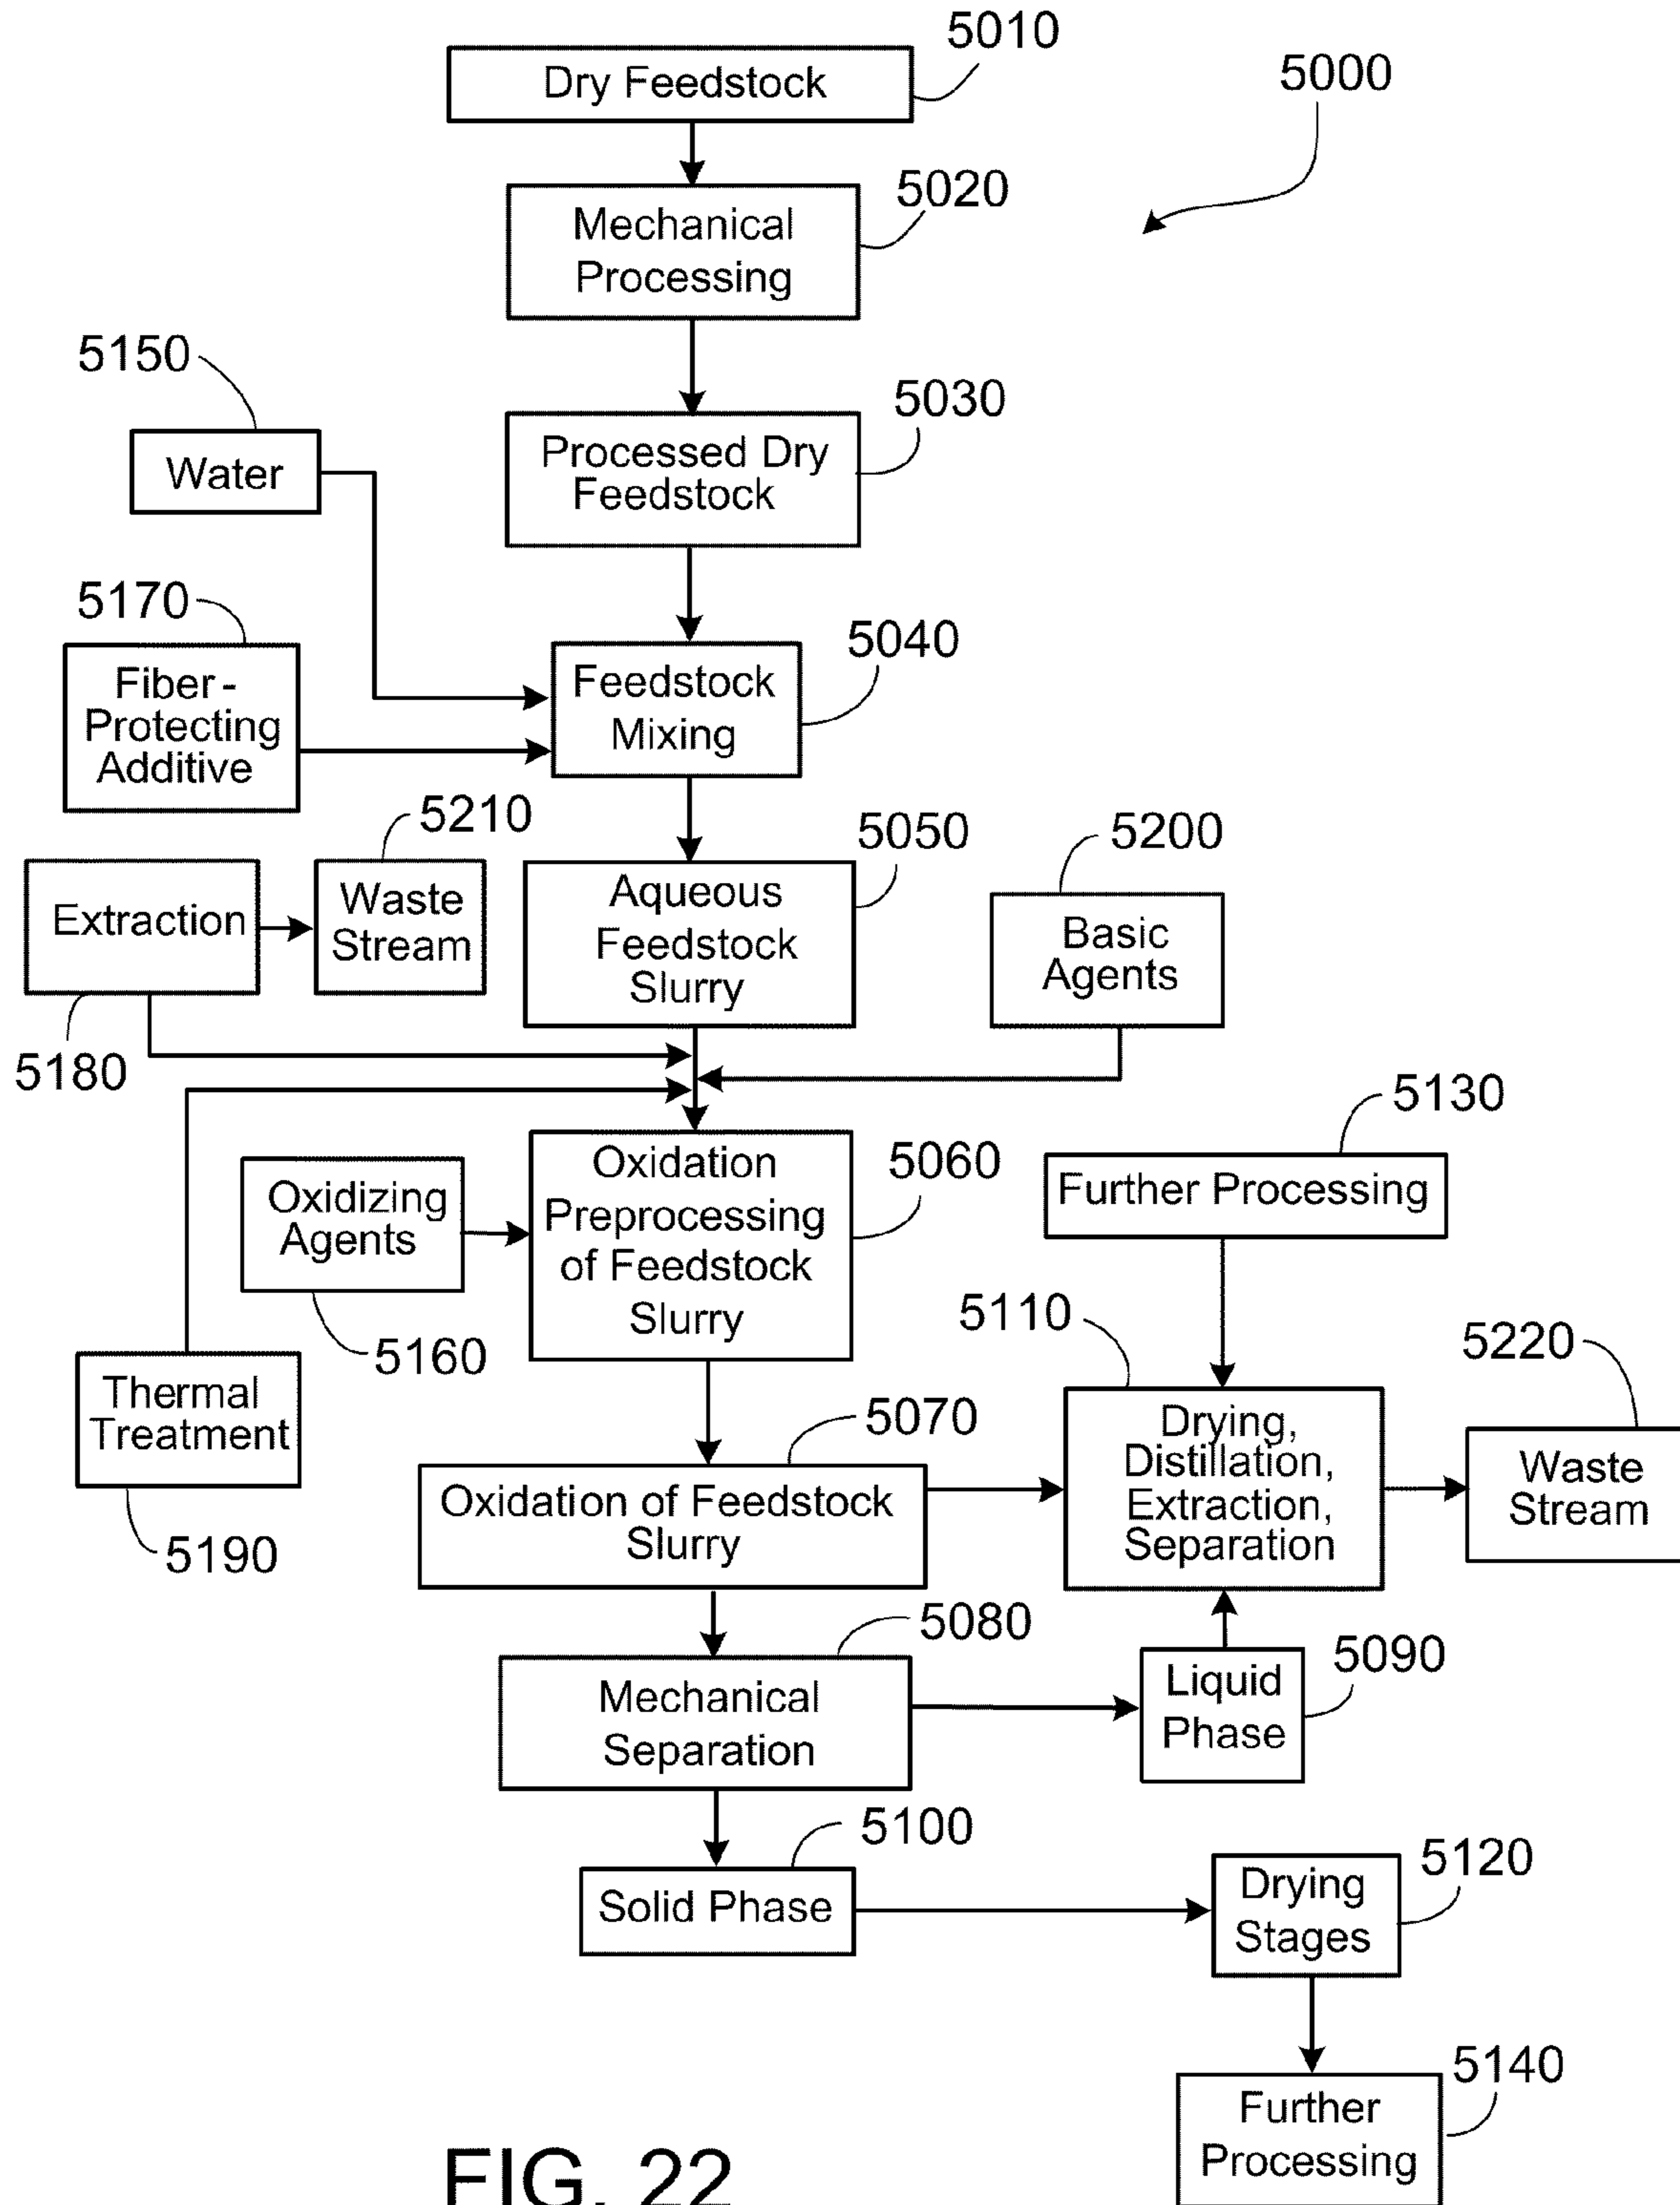 5010
Dry Feedstock
5000
5020
Mechanical
Processing
5150
Water
5030
Processed Dry
Feedstock
5170
Fiber-
Protecting
Additive
5040
Feedstock
Mixing
5210
Extraction
Waste
Stream
5180
5050
Aqueous
Feedstock
Slurry
5200
Basic
Agents
5130
Further Processing
5060
Oxidation
Preprocessing
of Feedstock
Slurry
Oxidizing
Agents
5160
Thermal
Treatment
5190
5110
Drying,
Distillation,
Extraction,
Separation
5220
Waste
Stream
5070
Oxidation of Feedstock
Slurry
5080
Mechanical
Separation
5090
Liquid
Phase
5100
Solid Phase
5120
Drying
Stages
5140
Further
Processing
FIG. 22